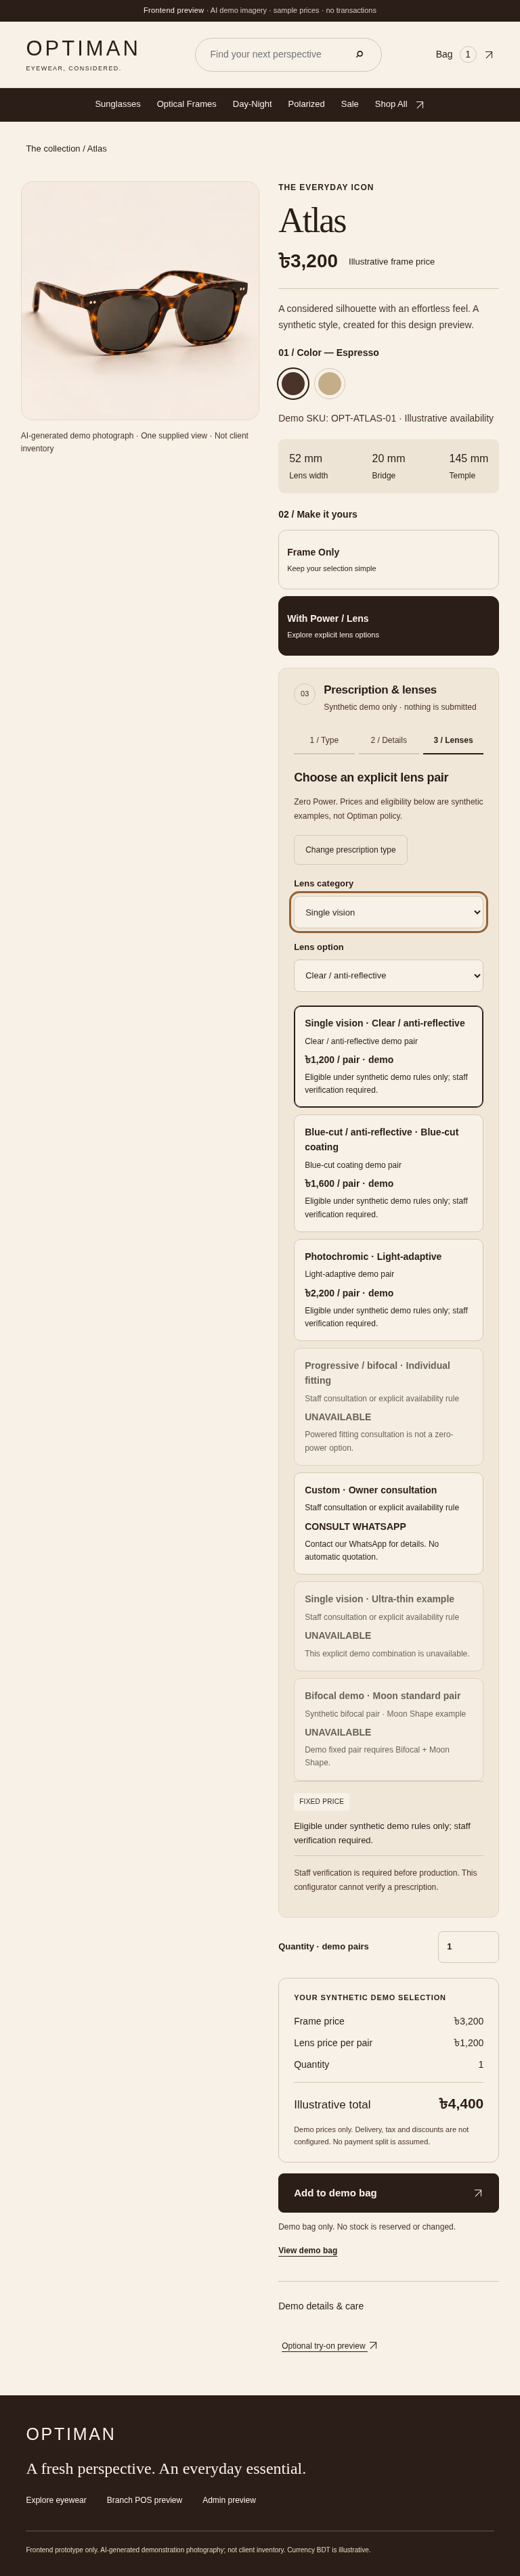 Frontend preview · AI demo imagery · sample prices · no transactions
OPTIMAN
EYEWEAR, CONSIDERED.
Find your next perspective
Bag 1
Sunglasses Optical Frames Day-Night Polarized Sale Shop All
The collection / Atlas
AI-generated demo photograph · One supplied view · Not client
inventory
THE EVERYDAY ICON
Atlas
৳3,200 Illustrative frame price
A considered silhouette with an effortless feel. A
synthetic style, created for this design preview.
01 / Color — Espresso
Demo SKU: OPT-ATLAS-01 · Illustrative availability
52 mm 20 mm 145 mm
Lens width Bridge Temple
02 / Make it yours
Frame Only
Keep your selection simple
With Power / Lens
Explore explicit lens options
03 Prescription & lenses
Synthetic demo only · nothing is submitted
1 / Type 2 / Details 3 / Lenses
Choose an explicit lens pair
Zero Power. Prices and eligibility below are synthetic
examples, not Optiman policy.
Change prescription type
Lens category
Single vision
Lens option
Clear / anti-reflective
Single vision · Clear / anti-reflective
Clear / anti-reflective demo pair
৳1,200 / pair · demo
Eligible under synthetic demo rules only; staff
verification required.
Blue-cut / anti-reflective · Blue-cut
coating
Blue-cut coating demo pair
৳1,600 / pair · demo
Eligible under synthetic demo rules only; staff
verification required.
Photochromic · Light-adaptive
Light-adaptive demo pair
৳2,200 / pair · demo
Eligible under synthetic demo rules only; staff
verification required.
Progressive / bifocal · Individual
fitting
Staff consultation or explicit availability rule
UNAVAILABLE
Powered fitting consultation is not a zero-
power option.
Custom · Owner consultation
Staff consultation or explicit availability rule
CONSULT WHATSAPP
Contact our WhatsApp for details. No
automatic quotation.
Single vision · Ultra-thin example
Staff consultation or explicit availability rule
UNAVAILABLE
This explicit demo combination is unavailable.
Bifocal demo · Moon standard pair
Synthetic bifocal pair · Moon Shape example
UNAVAILABLE
Demo fixed pair requires Bifocal + Moon
Shape.
FIXED PRICE
Eligible under synthetic demo rules only; staff
verification required.
Staff verification is required before production. This
configurator cannot verify a prescription.
Quantity · demo pairs 1
YOUR SYNTHETIC DEMO SELECTION
Frame price ৳3,200
Lens price per pair ৳1,200
Quantity 1
Illustrative total ৳4,400
Demo prices only. Delivery, tax and discounts are not
configured. No payment split is assumed.
Add to demo bag
Demo bag only. No stock is reserved or changed.
View demo bag
Demo details & care
Optional try-on preview
OPTIMAN
A fresh perspective. An everyday essential.
Explore eyewear Branch POS preview Admin preview
Frontend prototype only. AI-generated demonstration photography; not client inventory. Currency BDT is illustrative.